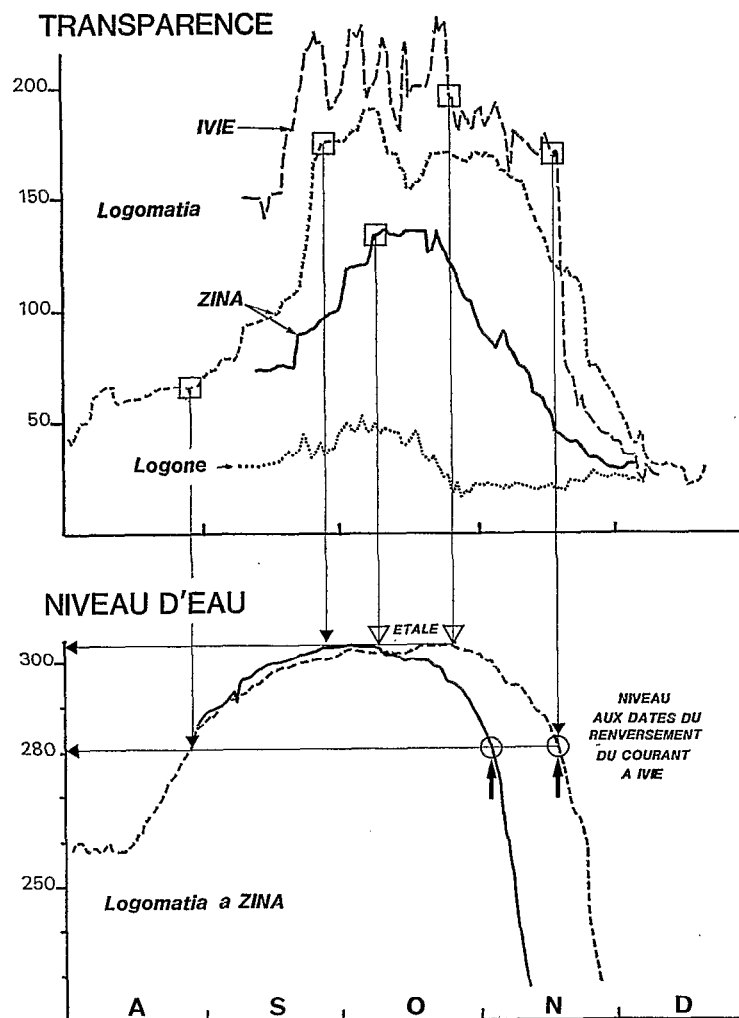 TRANSPARENCE
200
IVIE
150
Logomatia
ZINA
100
50
Logone
NIVEAU D'EAU
ETALE
300
NIVEAU
AUX DATES DU
RENVERSEMENT
DU COURANT
A IVIE
280
250
Logomatia a ZINA
A S O N D